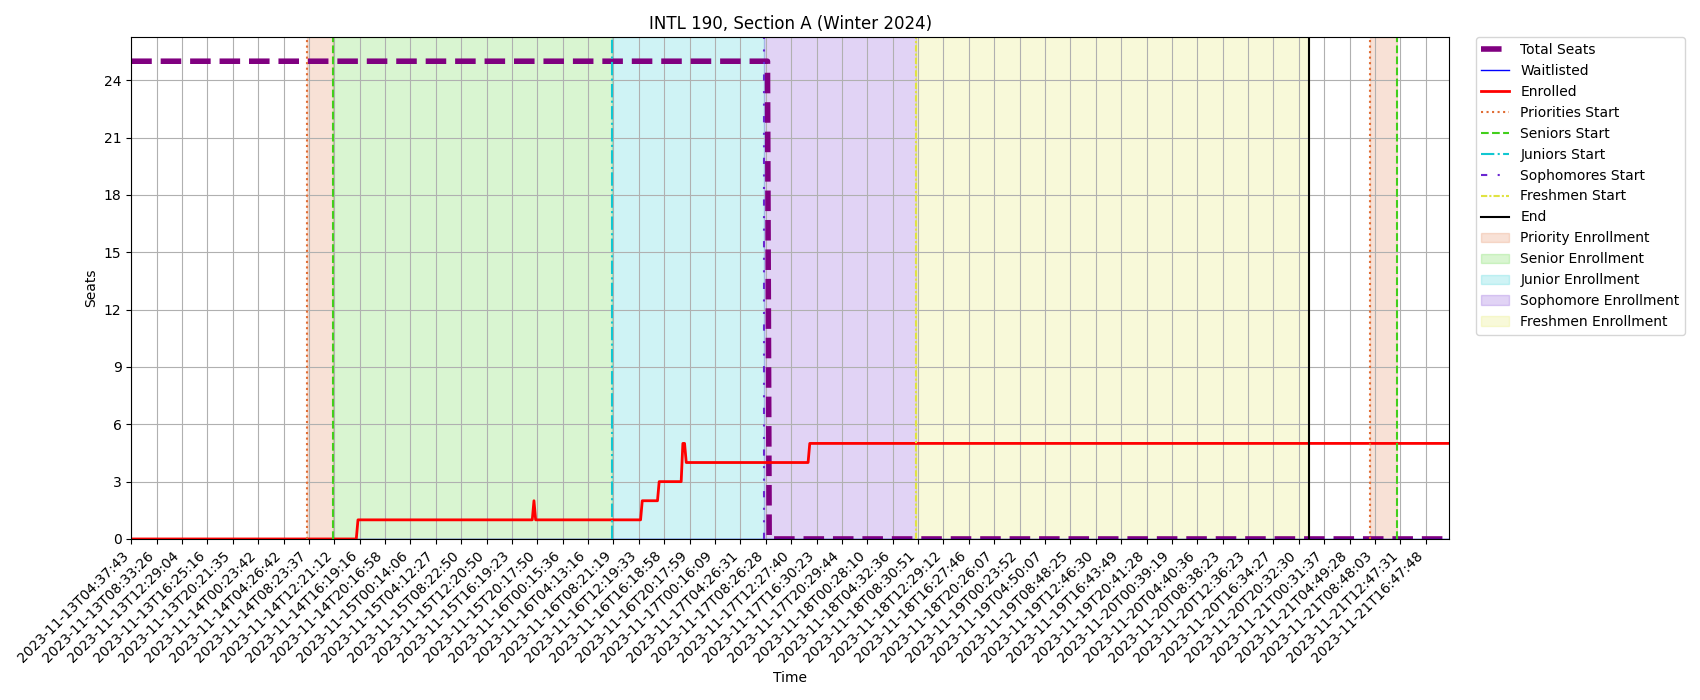 INTL 190, Section A (Winter 2024)
Seats
24
21
18
15
12
9
6
3
0
2023-11-13T04:37:43
2023-11-13T08:33:26
2023-11-13T12:29:04
2023-11-13T16:25:16
2023-11-13T20:21:35
2023-11-14T00:23:42
2023-11-14T04:26:42
2023-11-14T08:23:37
2023-11-14T12:21:12
2023-11-14T16:19:16
2023-11-14T20:16:58
2023-11-15T00:14:06
2023-11-15T04:12:27
2023-11-15T08:22:50
2023-11-15T12:20:50
2023-11-15T16:19:23
2023-11-15T20:17:50
2023-11-16T00:15:36
2023-11-16T04:13:16
2023-11-16T08:21:19
2023-11-16T12:19:33
2023-11-16T16:18:58
2023-11-16T20:17:59
2023-11-17T00:16:09
2023-11-17T04:26:31
2023-11-17T08:26:28
2023-11-17T12:27:40
2023-11-17T16:30:23
2023-11-17T20:29:44
2023-11-18T00:28:10
2023-11-18T04:32:36
2023-11-18T08:30:51
2023-11-18T12:29:12
2023-11-18T16:27:46
2023-11-18T20:26:07
2023-11-19T00:23:52
2023-11-19T04:50:07
2023-11-19T08:48:25
2023-11-19T12:46:30
2023-11-19T16:43:49
2023-11-19T20:41:28
2023-11-20T00:39:19
2023-11-20T04:40:36
2023-11-20T08:38:23
2023-11-20T12:36:23
2023-11-20T16:34:27
2023-11-20T20:32:30
2023-11-21T00:31:37
2023-11-21T04:49:28
2023-11-21T08:48:03
2023-11-21T12:47:31
2023-11-21T16:47:48
Time
Total Seats
Waitlisted
Enrolled
Priorities Start
Seniors Start
Juniors Start
Sophomores Start
Freshmen Start
End
Priority Enrollment
Senior Enrollment
Junior Enrollment
Sophomore Enrollment
Freshmen Enrollment